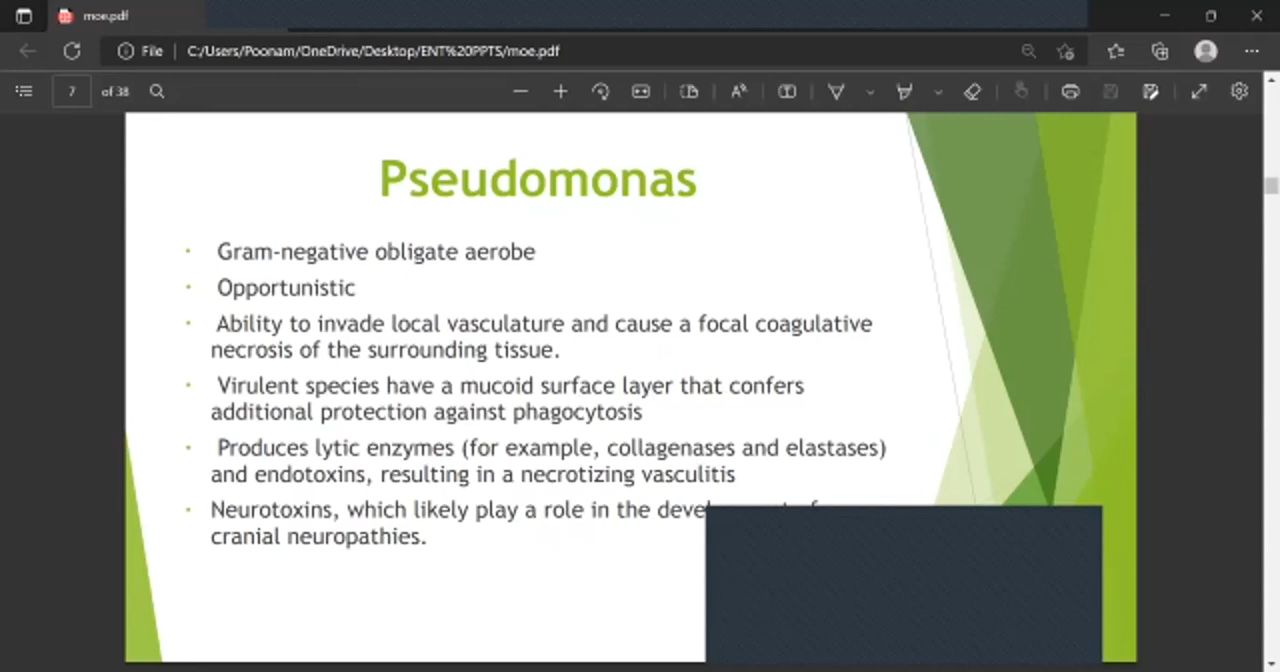 moe.pdf
File C:/Users/Poonam/OneDrive/Desktop/ENT%20PPTS/moe.pdf
7 of 38
Pseudomonas
· Gram-negative obligate aerobe
· Opportunistic
· Ability to invade local vasculature and cause a focal coagulative
necrosis of the surrounding tissue.
· Virulent species have a mucoid surface layer that confers
additional protection against phagocytosis
· Produces lytic enzymes (for example, collagenases and elastases)
and endotoxins, resulting in a necrotizing vasculitis
· Neurotoxins, which likely play a role in the
cranial neuropathies.